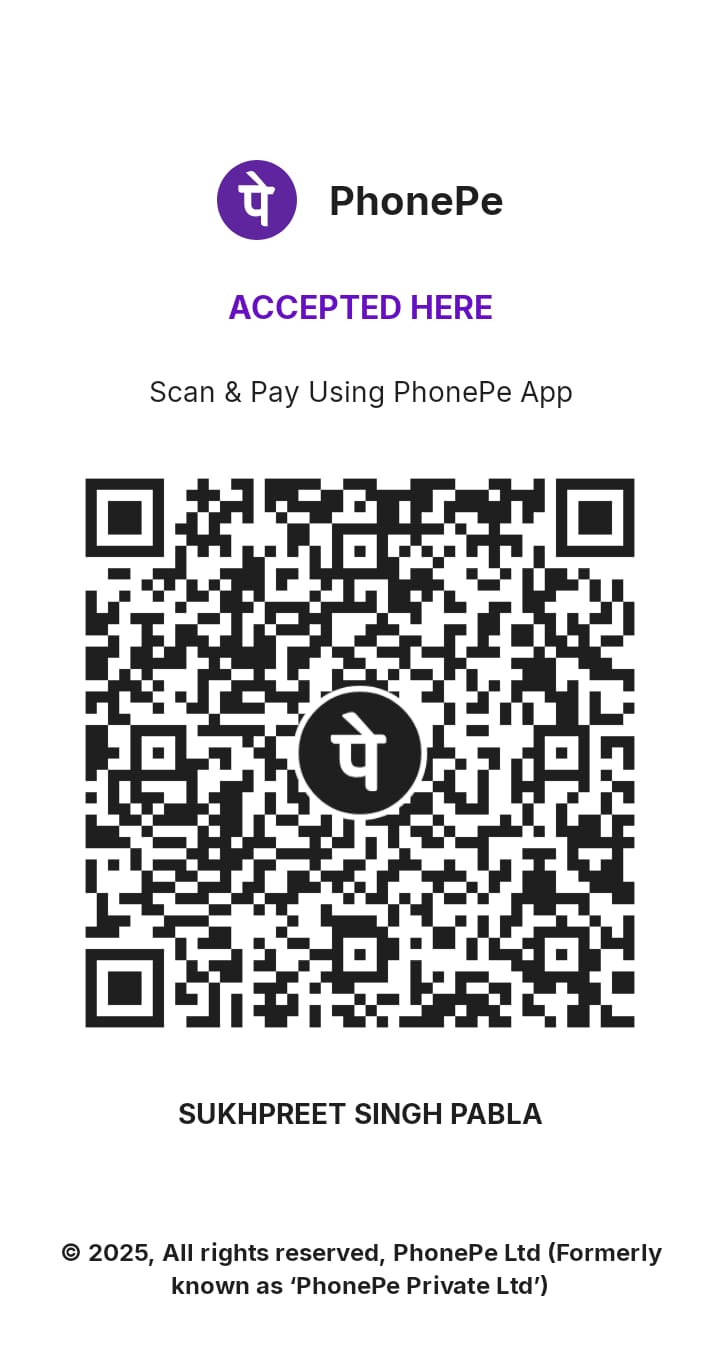 पे PhonePe
ACCEPTED HERE
Scan & Pay Using PhonePe App
पे
SUKHPREET SINGH PABLA
© 2025, All rights reserved, PhonePe Ltd (Formerly
known as ‘PhonePe Private Ltd’)